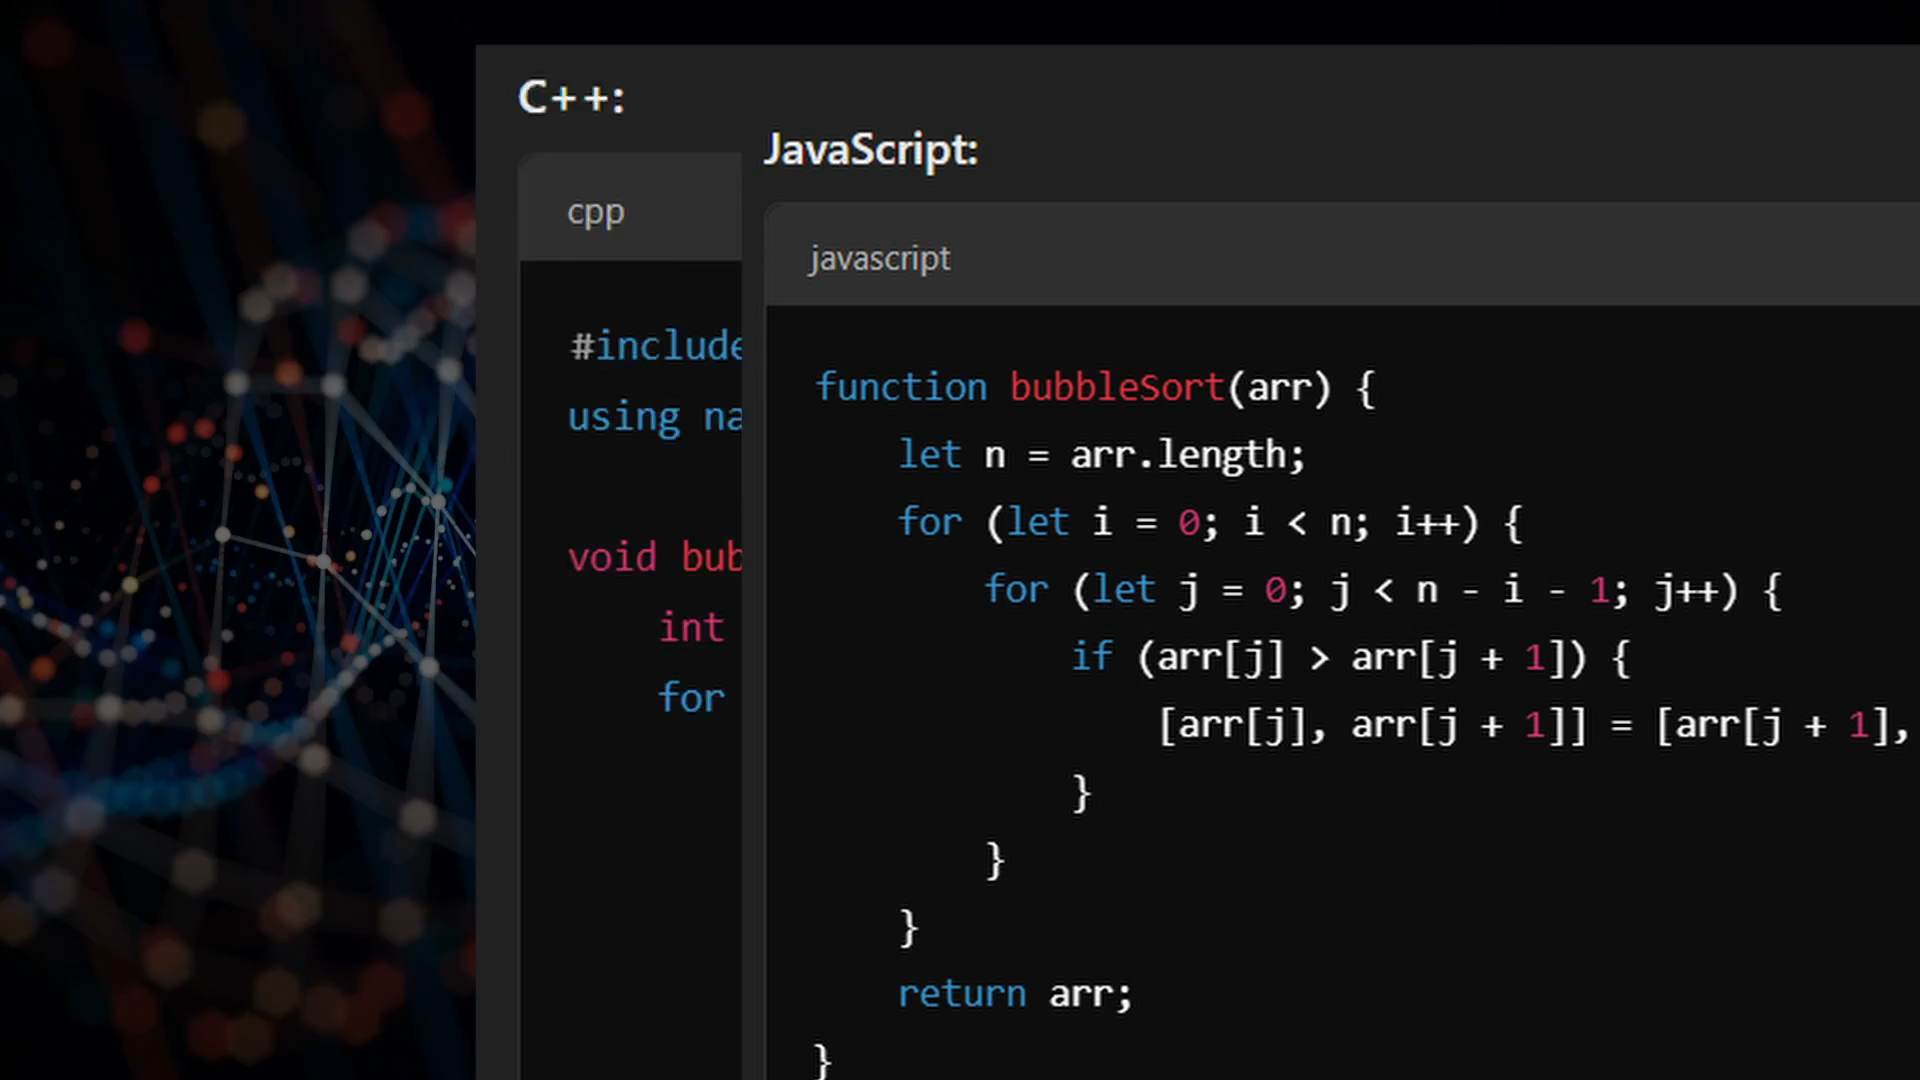 C++:
cpp
#include
using na
void bub
int
for
JavaScript:
javascript
function bubbleSort(arr) {
let n = arr.length;
for (let i = 0; i < n; i++) {
for (let j = 0; j < n - i - 1; j++) {
if (arr[j] > arr[j + 1]) {
[arr[j], arr[j + 1]] = [arr[j + 1],
}
}
}
return arr;
}